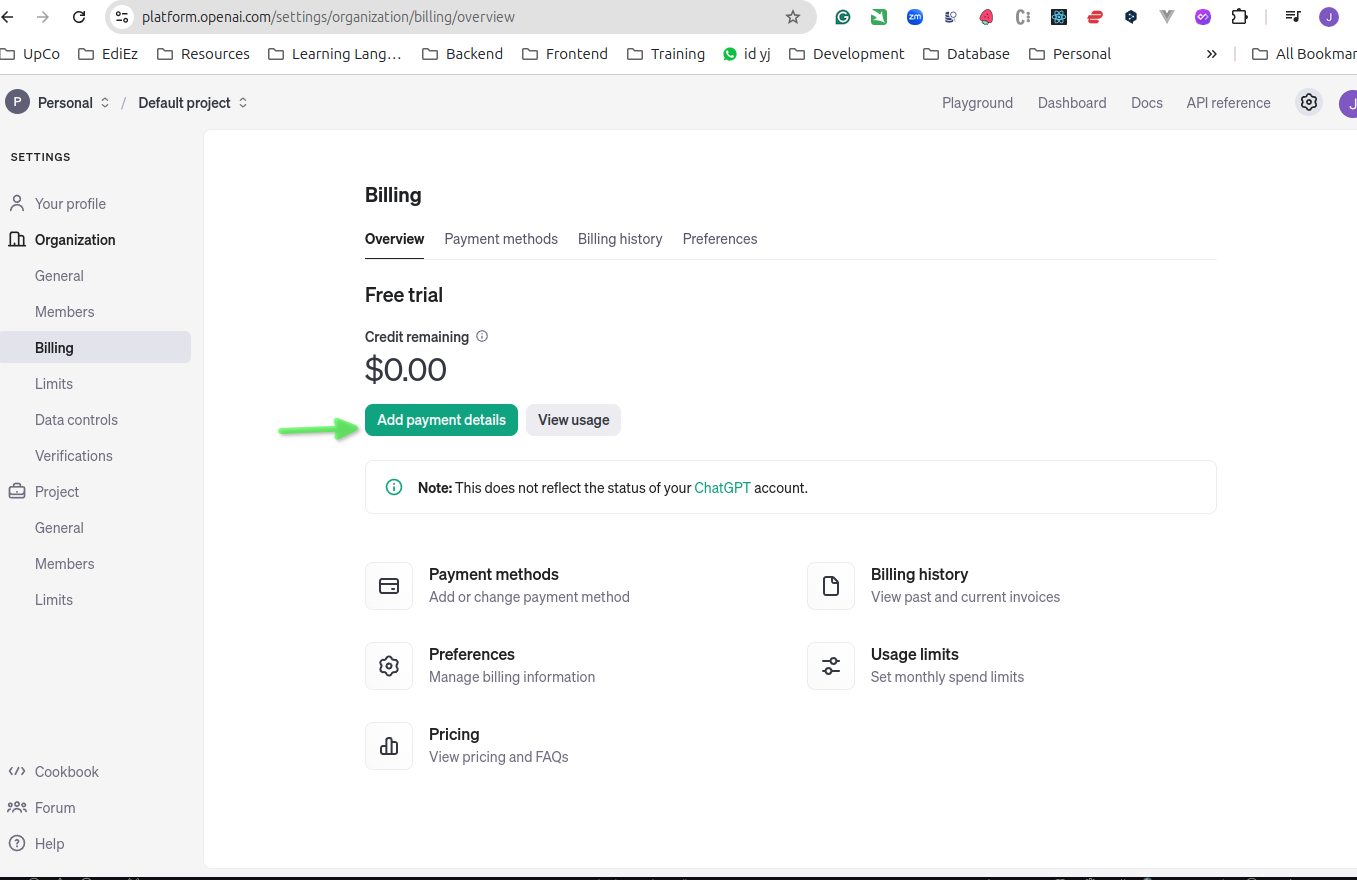 platform.openai.com/settings/organization/billing/overview
UpCo
EdiEz
Resources
Learning Lang…
Backend
Frontend
Training
id yj
Development
Database
Personal
»
All Bookmar
P Personal / Default project
Playground
Dashboard
Docs
API reference
J
SETTINGS
Your profile
Organization
General
Members
Billing
Limits
Data controls
Verifications
Project
General
Members
Limits
Cookbook
Forum
Help
Billing
Overview
Payment methods
Billing history
Preferences
Free trial
Credit remaining
$0.00
Add payment details
View usage
Note: This does not reflect the status of your ChatGPT account.
Payment methods
Add or change payment method
Billing history
View past and current invoices
Preferences
Manage billing information
Usage limits
Set monthly spend limits
Pricing
View pricing and FAQs